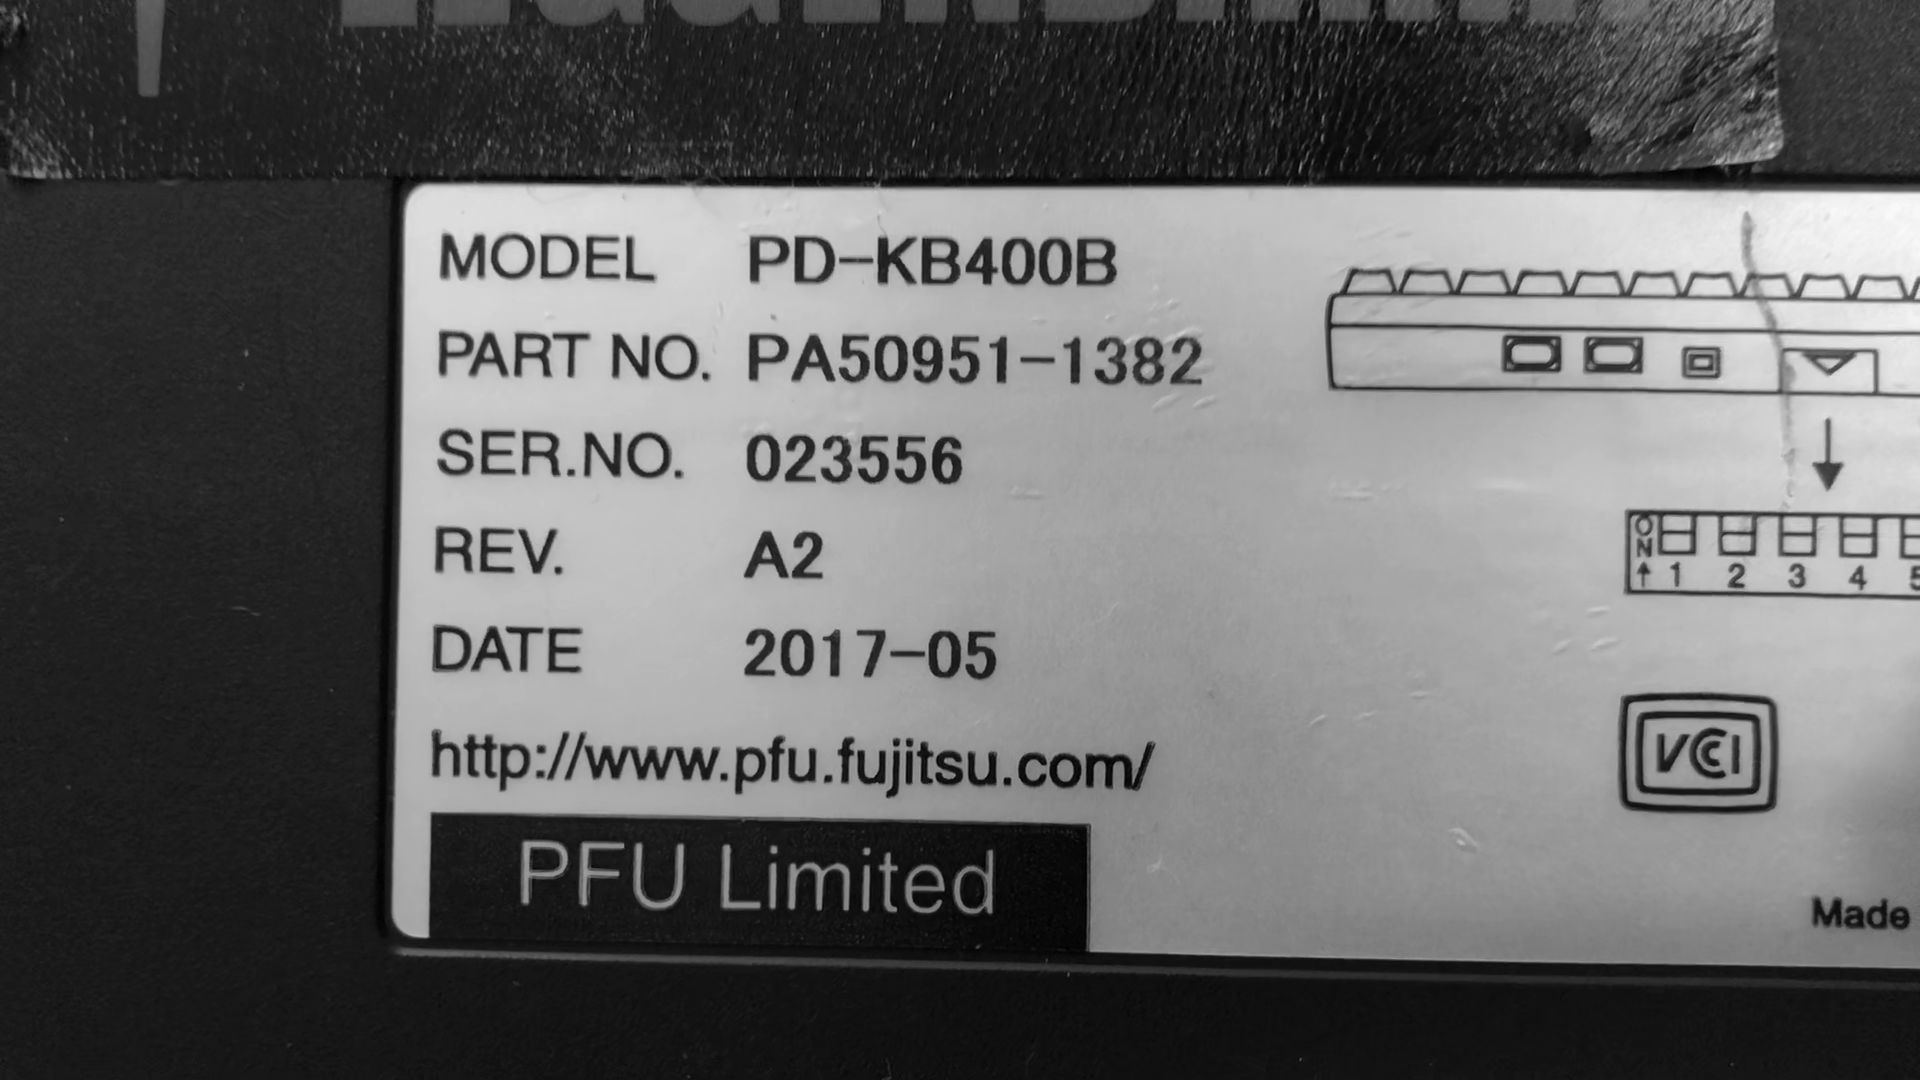 MODEL PD-KB400B
PART NO. PA50951-1382
SER.NO. 023556
REV. A2
DATE 2017-05
http://www.pfu.fujitsu.com/
PFU Limited
ON
↑ 1 2 3 4 5
VCCI
Made